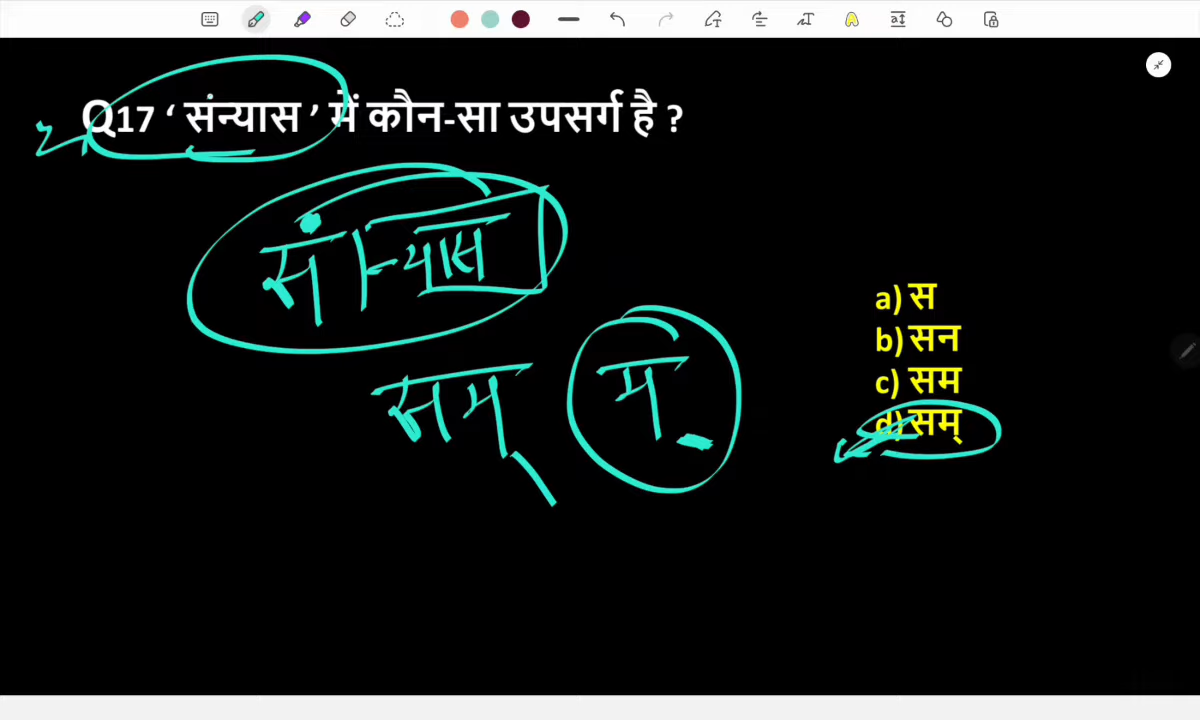 Q17 ‘ संन्यास ’ में कौन-सा उपसर्ग है ?
सं न्यास
सम् म
a) स
b) सन
c) सम
d) सम्